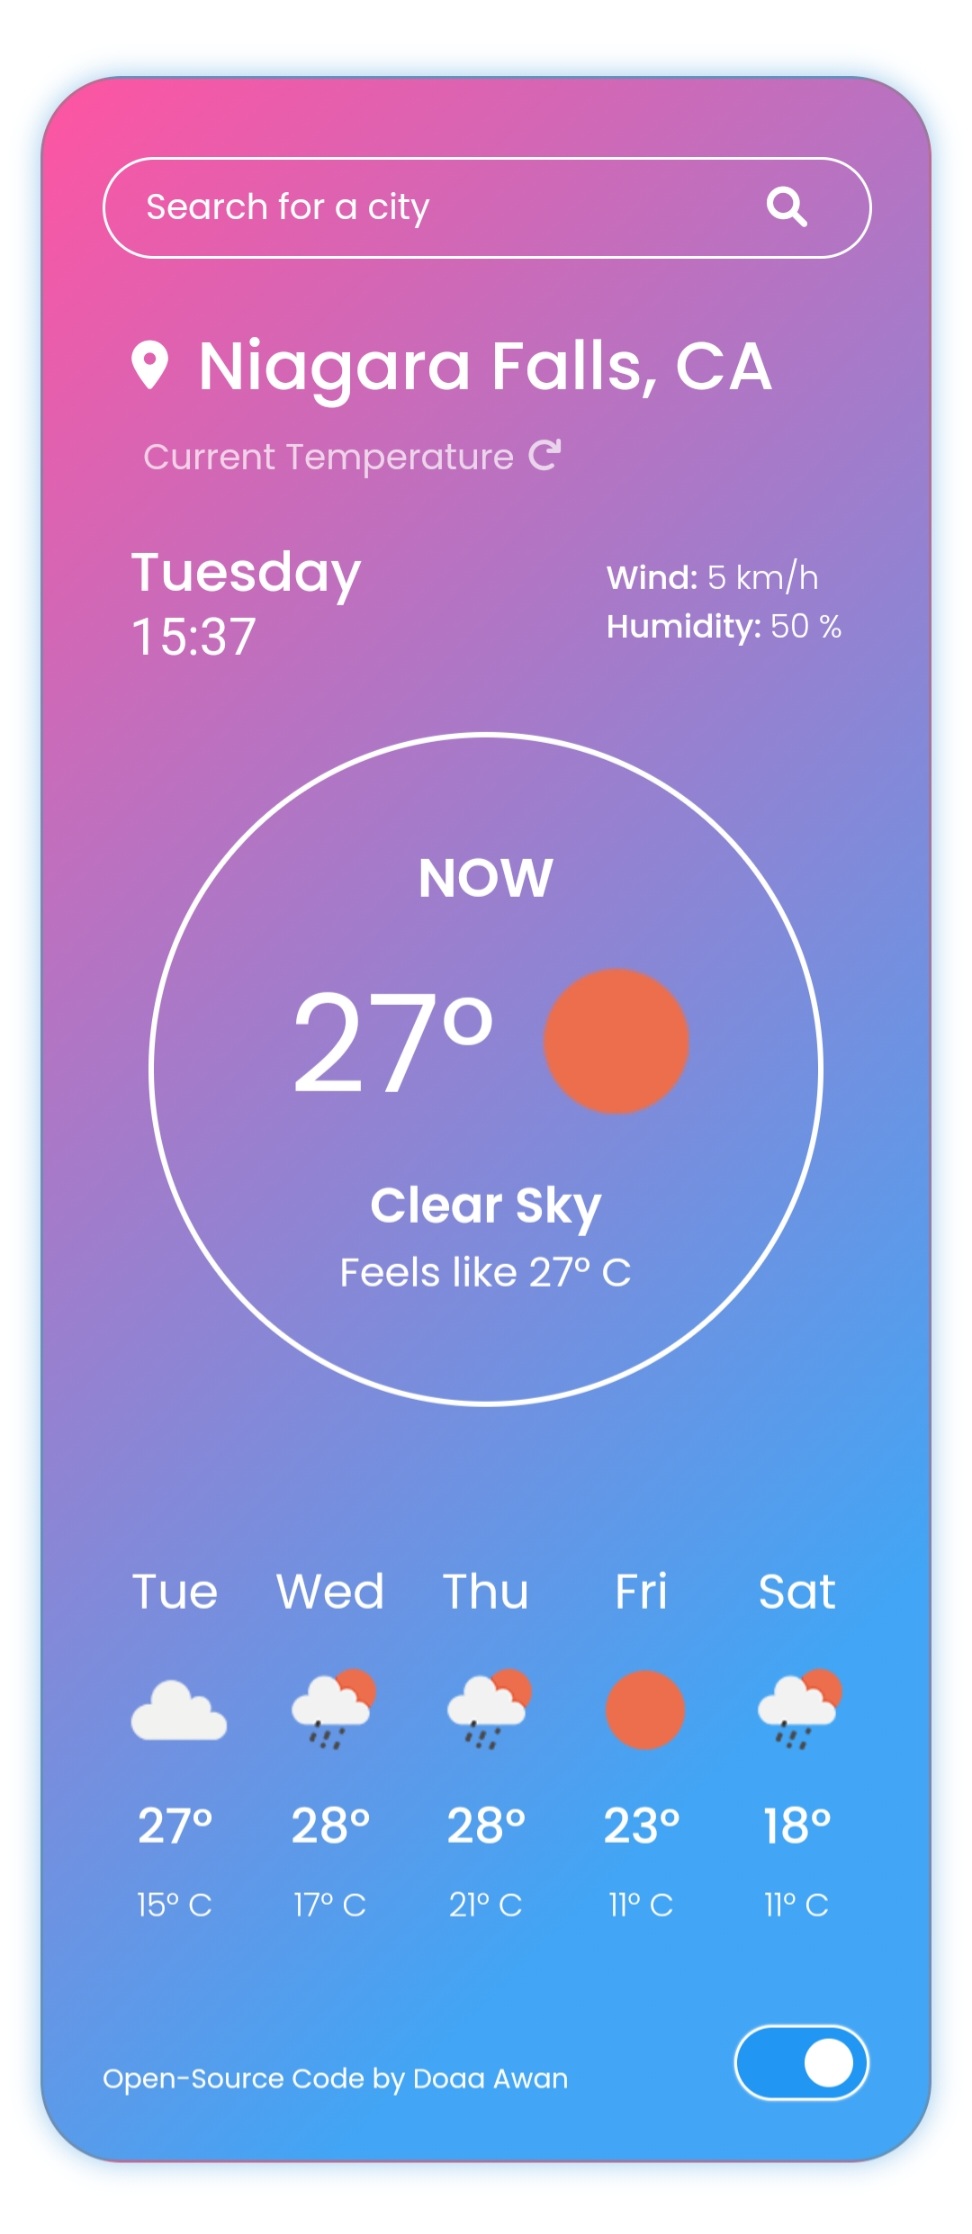 Search for a city
Niagara Falls, CA
Current Temperature
Tuesday
15:37
Wind: 5 km/h
Humidity: 50 %
NOW
27°
Clear Sky
Feels like 27° C
Tue Wed Thu Fri Sat
27° 28° 28° 23° 18°
15° C 17° C 21° C 11° C 11° C
Open-Source Code by Doaa Awan